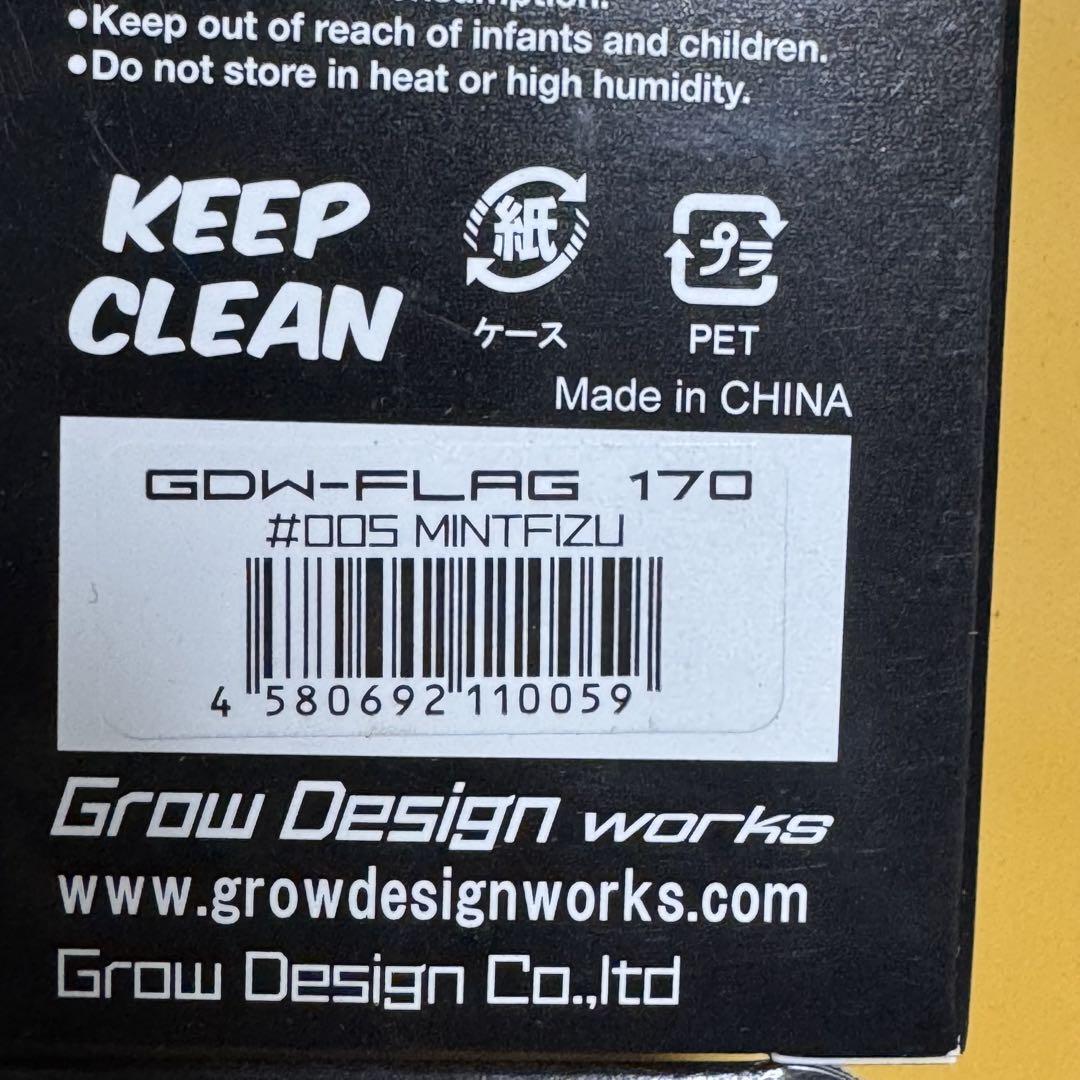 ●Keep out of reach of infants and children.
●Do not store in heat or high humidity.
KEEP
CLEAN
紙
ケース
プラ
PET
Made in CHINA
GDW-FLAG 170
#005 MINTFIZU
4 580692 110059
Grow Design works
www.growdesignworks.com
Grow Design Co.,ltd